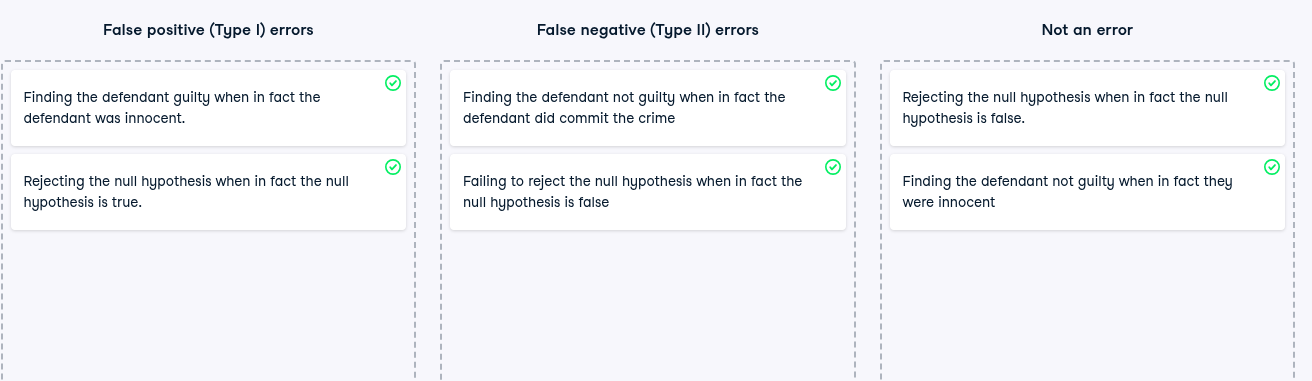 False positive (Type I) errors
Finding the defendant guilty when in fact the
defendant was innocent.
Rejecting the null hypothesis when in fact the null
hypothesis is true.
False negative (Type II) errors
Finding the defendant not guilty when in fact the
defendant did commit the crime
Failing to reject the null hypothesis when in fact the
null hypothesis is false
Not an error
Rejecting the null hypothesis when in fact the null
hypothesis is false.
Finding the defendant not guilty when in fact they
were innocent